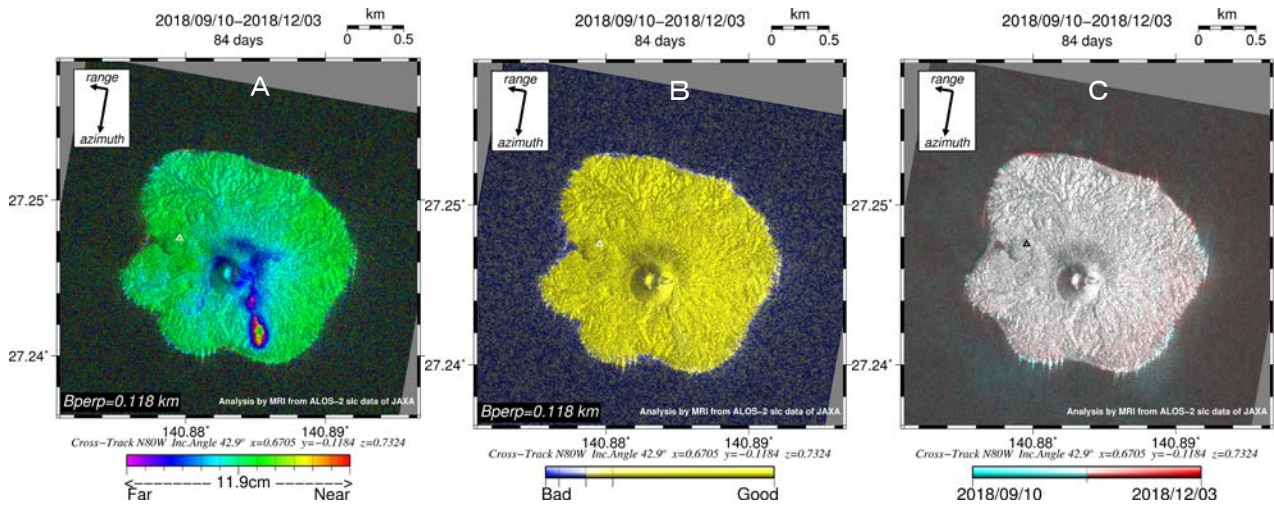 2018/09/10−2018/12/03
84 days
km
0 0.5
A
range
azimuth
27.25°
27.24°
Bperp=0.118 km
Analysis by MRI from ALOS−2 slc data of JAXA
140.88° 140.89°
Cross−Track N80W Inc.Angle 42.9° x=0.6705 y=−0.1184 z=0.7324
11.9cm
Far Near
2018/09/10−2018/12/03
84 days
km
0 0.5
B
range
azimuth
27.25°
27.24°
Bperp=0.118 km
Analysis by MRI from ALOS−2 slc data of JAXA
140.88° 140.89°
Cross−Track N80W Inc.Angle 42.9° x=0.6705 y=−0.1184 z=0.7324
Bad Good
2018/09/10−2018/12/03
84 days
km
0 0.5
C
range
azimuth
27.25°
27.24°
Analysis by MRI from ALOS−2 slc data of JAXA
140.88° 140.89°
Cross−Track N80W Inc.Angle 42.9° x=0.6705 y=−0.1184 z=0.7324
2018/09/10 2018/12/03